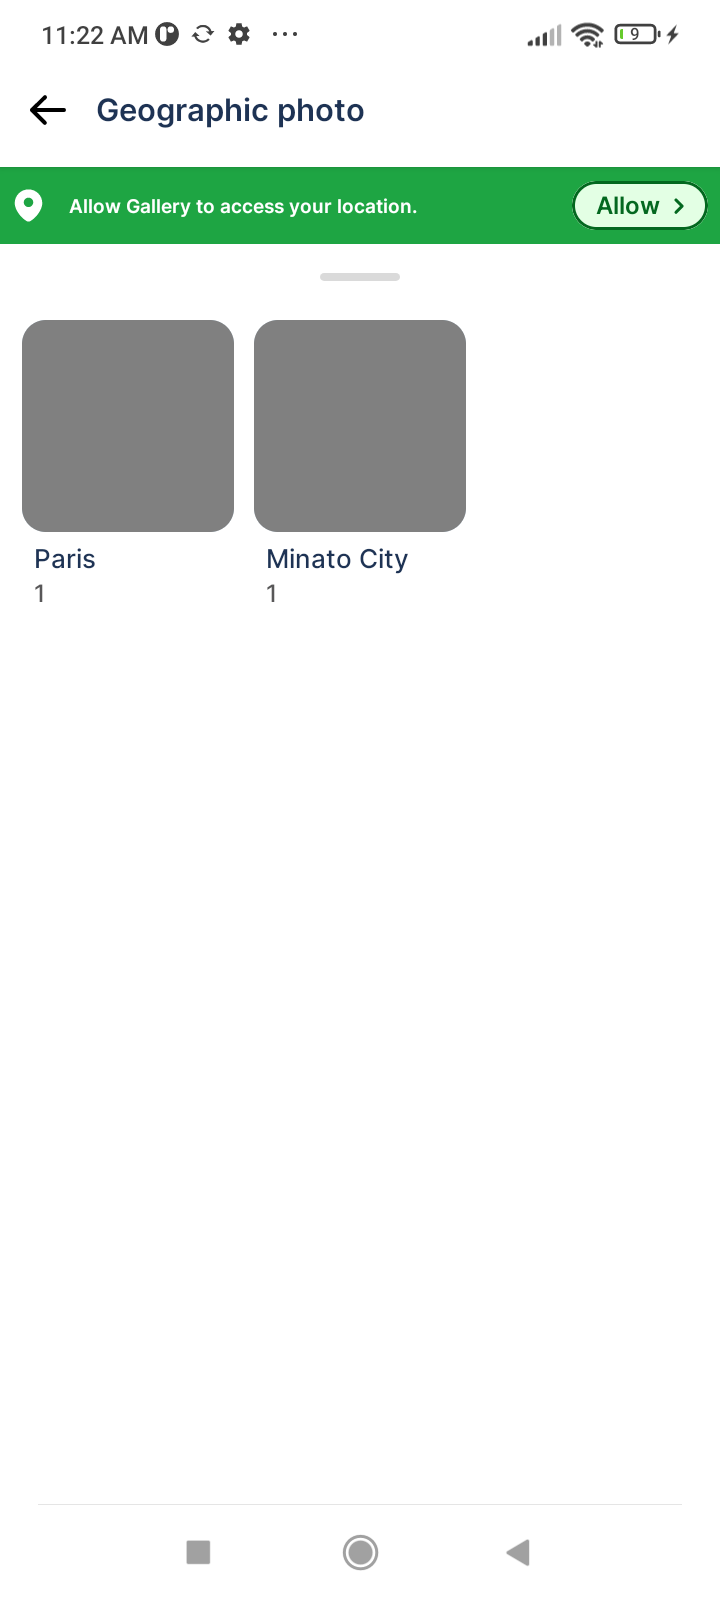 11:22 AM
9
Geographic photo
Allow Gallery to access your location.
Allow
Paris
Minato City
1
1